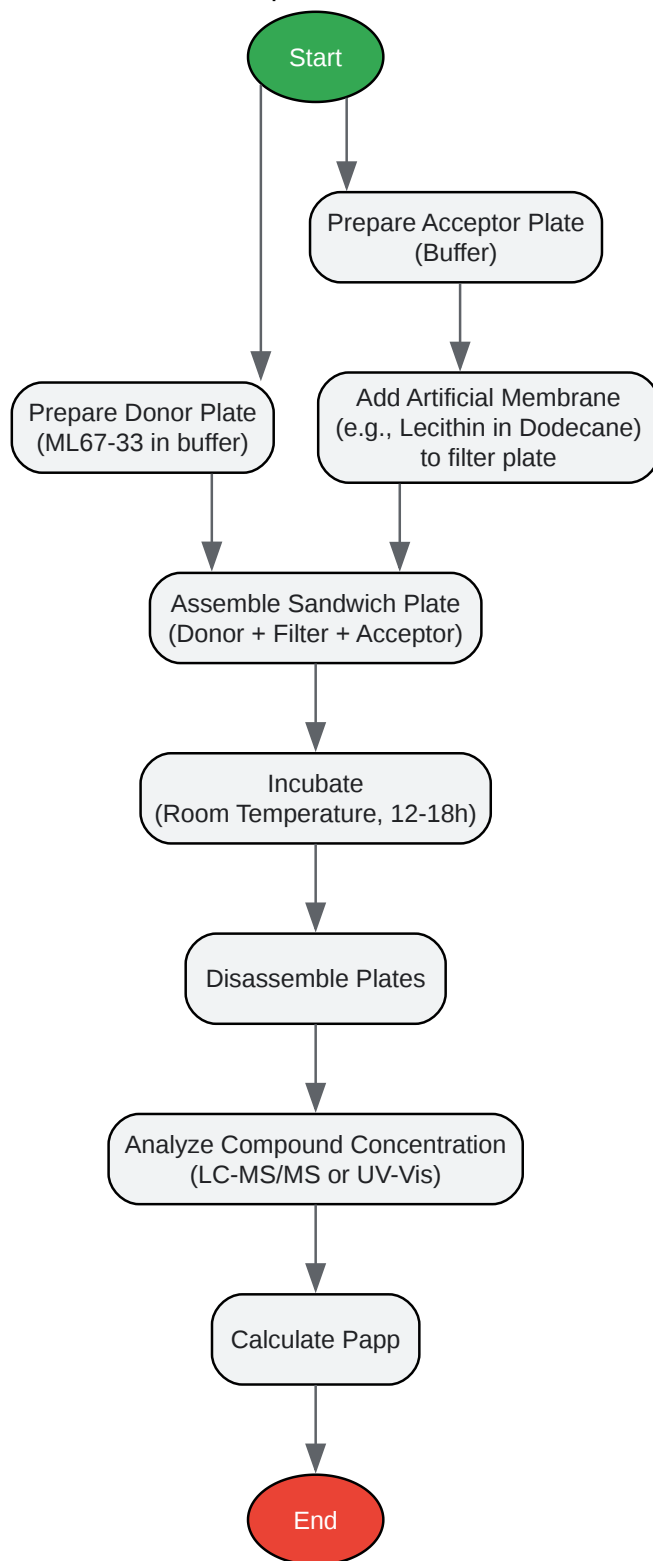 Start
Prepare Acceptor Plate
(Buffer)
Prepare Donor Plate
(ML67-33 in buffer)
Add Artificial Membrane
(e.g., Lecithin in Dodecane)
to filter plate
Assemble Sandwich Plate
(Donor + Filter + Acceptor)
Incubate
(Room Temperature, 12-18h)
Disassemble Plates
Analyze Compound Concentration
(LC-MS/MS or UV-Vis)
Calculate Papp
End